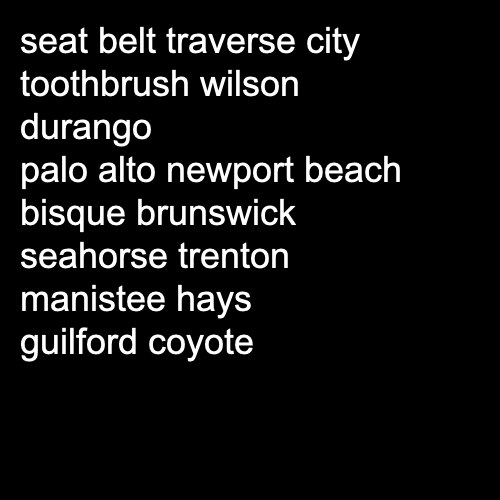 seat belt traverse city
toothbrush wilson
durango
palo alto newport beach
bisque brunswick
seahorse trenton
manistee hays
guilford coyote